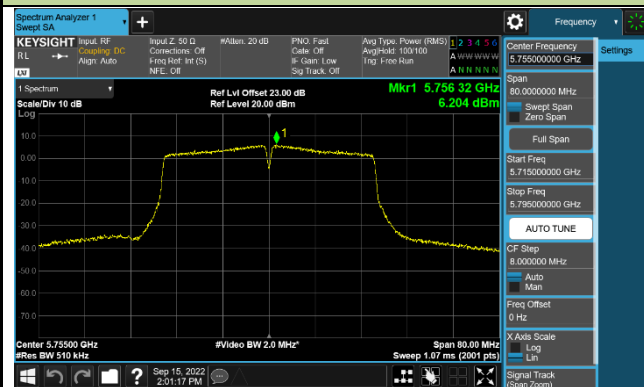 Spectrum Analyzer 1
Swept SA
Frequency
KEYSIGHT
RL
LXI
Input: RF
Coupling: DC
Align: Auto
Input Z: 50 Ω
Corrections: Off
Freq Ref: Int (S)
NFE: Off
#Atten: 20 dB
PNO: Fast
Gate: Off
IF Gain: Low
Sig Track: Off
Avg Type: Power (RMS)
Avg|Hold: 100/100
Trig: Free Run
1 2 3 4 5 6
A W W W W W
A N N N N N
Center Frequency
5.755000000 GHz
Settings
Span
80.0000000 MHz
Swept Span
Zero Span
Full Span
Start Freq
5.715000000 GHz
Stop Freq
5.795000000 GHz
AUTO TUNE
CF Step
8.000000 MHz
Auto
Man
Freq Offset
0 Hz
X Axis Scale
Log
Lin
Signal Track
(Span Zoom)
1 Spectrum
Scale/Div 10 dB
Log
Ref Lvl Offset 23.00 dB
Ref Level 20.00 dBm
Mkr1 5.756 32 GHz
6.204 dBm
1
10.0
0.00
-10.0
-20.0
-30.0
-40.0
-50.0
-60.0
-70.0
Center 5.75500 GHz
#Res BW 510 kHz
#Video BW 2.0 MHz*
Span 80.00 MHz
Sweep 1.07 ms (2001 pts)
Sep 15, 2022
2:01:17 PM